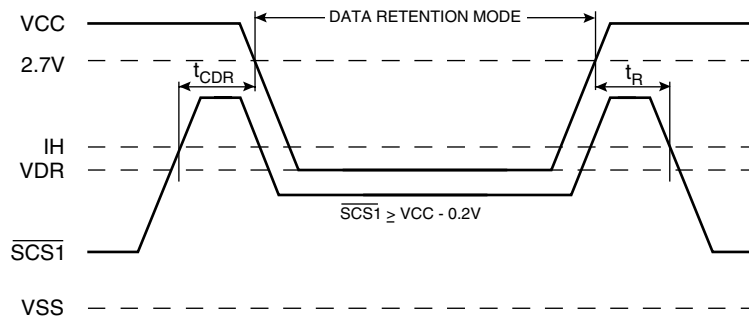 VCC
DATA RETENTION MODE
2.7V
tCDR
tR
IH
VDR
SCS1 ≥ VCC - 0.2V
SCS1
VSS